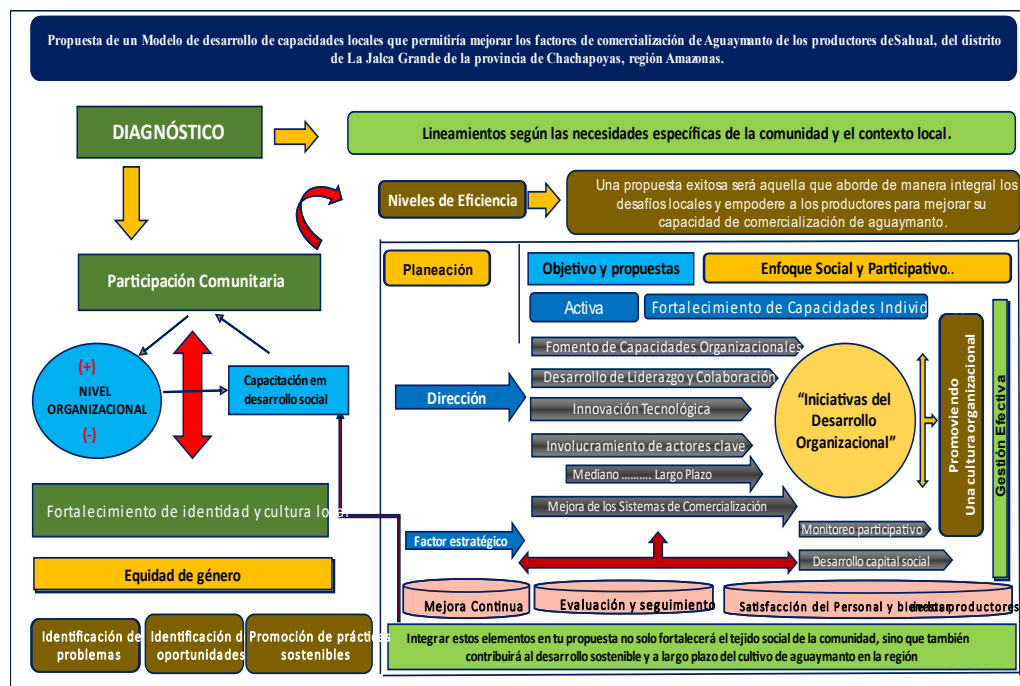 Propuesta de un Modelo de desarrollo de capacidades locales que permitiría mejorar los factores de comercialización de Aguaymanto de los productores deSahual, del distrito
de La Jalca Grande de la provincia de Chachapoyas, región Amazonas.
DIAGNÓSTICO
Lineamientos según las necesidades específicas de la comunidad y el contexto local.
Niveles de Eficiencia
Una propuesta exitosa será aquella que aborde de manera integral los
desafíos locales y empodere a los productores para mejorar su
capacidad de comercialización de aguaymanto.
Participación Comunitaria
Planeación
Objetivo y propuestas
Enfoque Social y Participativo..
Activa
Fortalecimiento de Capacidades Individ
(+)
NIVEL
ORGANIZACIONAL
(-)
Capacitación em
desarrollo social
Dirección
Fomento de Capacidades Organizacionales
Desarrollo de Liderazgo y Colaboración
Innovación Tecnológica
Involucramiento de actores clave
Mediano .......... Largo Plazo
Mejora de los Sistemas de Comercialización
"Iniciativas del
Desarrollo
Organizacional"
Promoviendo
Una cultura organizacional
Gestión Efectiva
Monitoreo participativo
Desarrollo capital social
Factor estratégico
Fortalecimiento de identidad y cultura local
Equidad de género
Identificación de
problemas
Identificación d
oportunidades
Promoción de prácticas
sostenibles
Mejora Continua
Evaluación y seguimiento
Satisfacción del Personal y bienestar de los productores
Integrar estos elementos en tu propuesta no solo fortalecerá el tejido social de la comunidad, sino que también
contribuirá al desarrollo sostenible y a largo plazo del cultivo de aguaymanto en la región